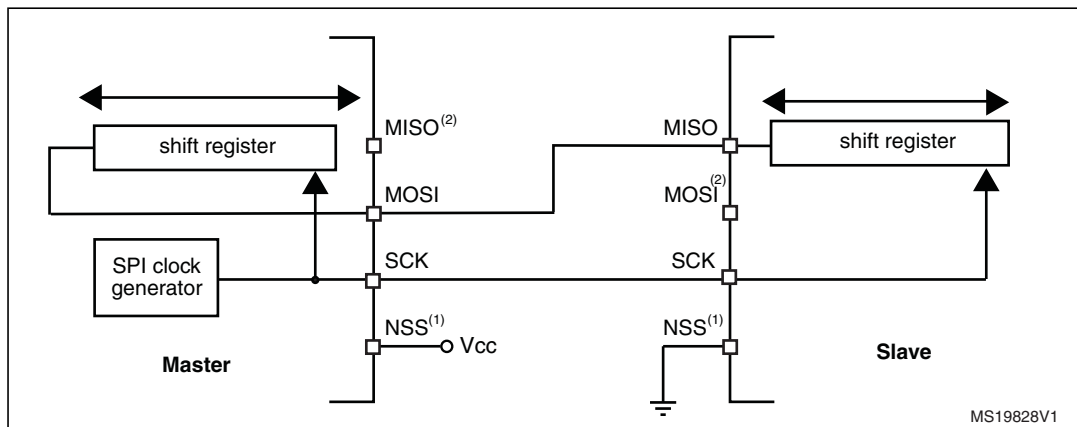 shift register
MISO(2)
MOSI
SCK
NSS(1)
Vcc
SPI clock
generator
Master
MISO
MOSI(2)
SCK
NSS(1)
shift register
Slave
MS19828V1